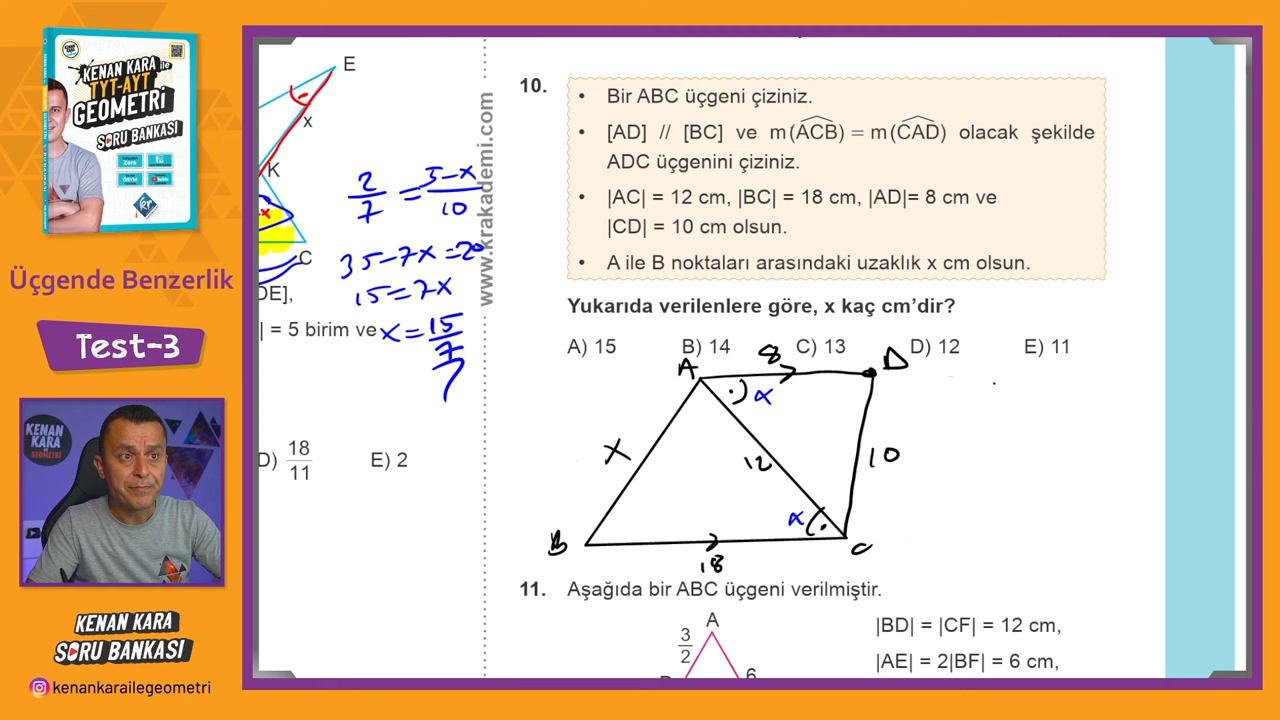 KENAN KARA ile
TYT-AYT
GEOMETRİ
SORU BANKASI
Üçgende Benzerlik
Test-3
KENAN KARA
GEOMETRİ
KENAN KARA
SORU BANKASI
kenankarailegeometri
E
x
K
x
C
DE],
| = 5 birim ve
D) 18/11
E) 2
2/7 = 5-x/10
35-7x=20
15=7x
x=15/7
www.krakademi.com
10.
• Bir ABC üçgeni çiziniz.
• [AD] // [BC] ve m(ACB) = m(CAD) olacak şekilde
ADC üçgenini çiziniz.
• |AC| = 12 cm, |BC| = 18 cm, |AD|= 8 cm ve
|CD| = 10 cm olsun.
• A ile B noktaları arasındaki uzaklık x cm olsun.
Yukarıda verilenlere göre, x kaç cm'dir?
A) 15 B) 14 C) 13 D) 12 E) 11
A 8 D
α
x 12 10
α
B 18 C
11. Aşağıda bir ABC üçgeni verilmiştir.
A
3/2
6
|BD| = |CF| = 12 cm,
|AE| = 2|BF| = 6 cm,